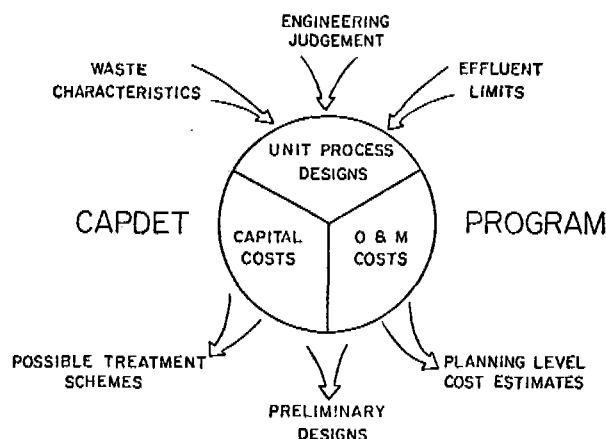 ENGINEERING
JUDGEMENT
WASTE
CHARACTERISTICS
EFFLUENT
LIMITS
UNIT PROCESS
DESIGNS
CAPDET
CAPITAL
COSTS
O & M
COSTS
PROGRAM
POSSIBLE TREATMENT
SCHEMES
PRELIMINARY
DESIGNS
PLANNING LEVEL
COST ESTIMATES